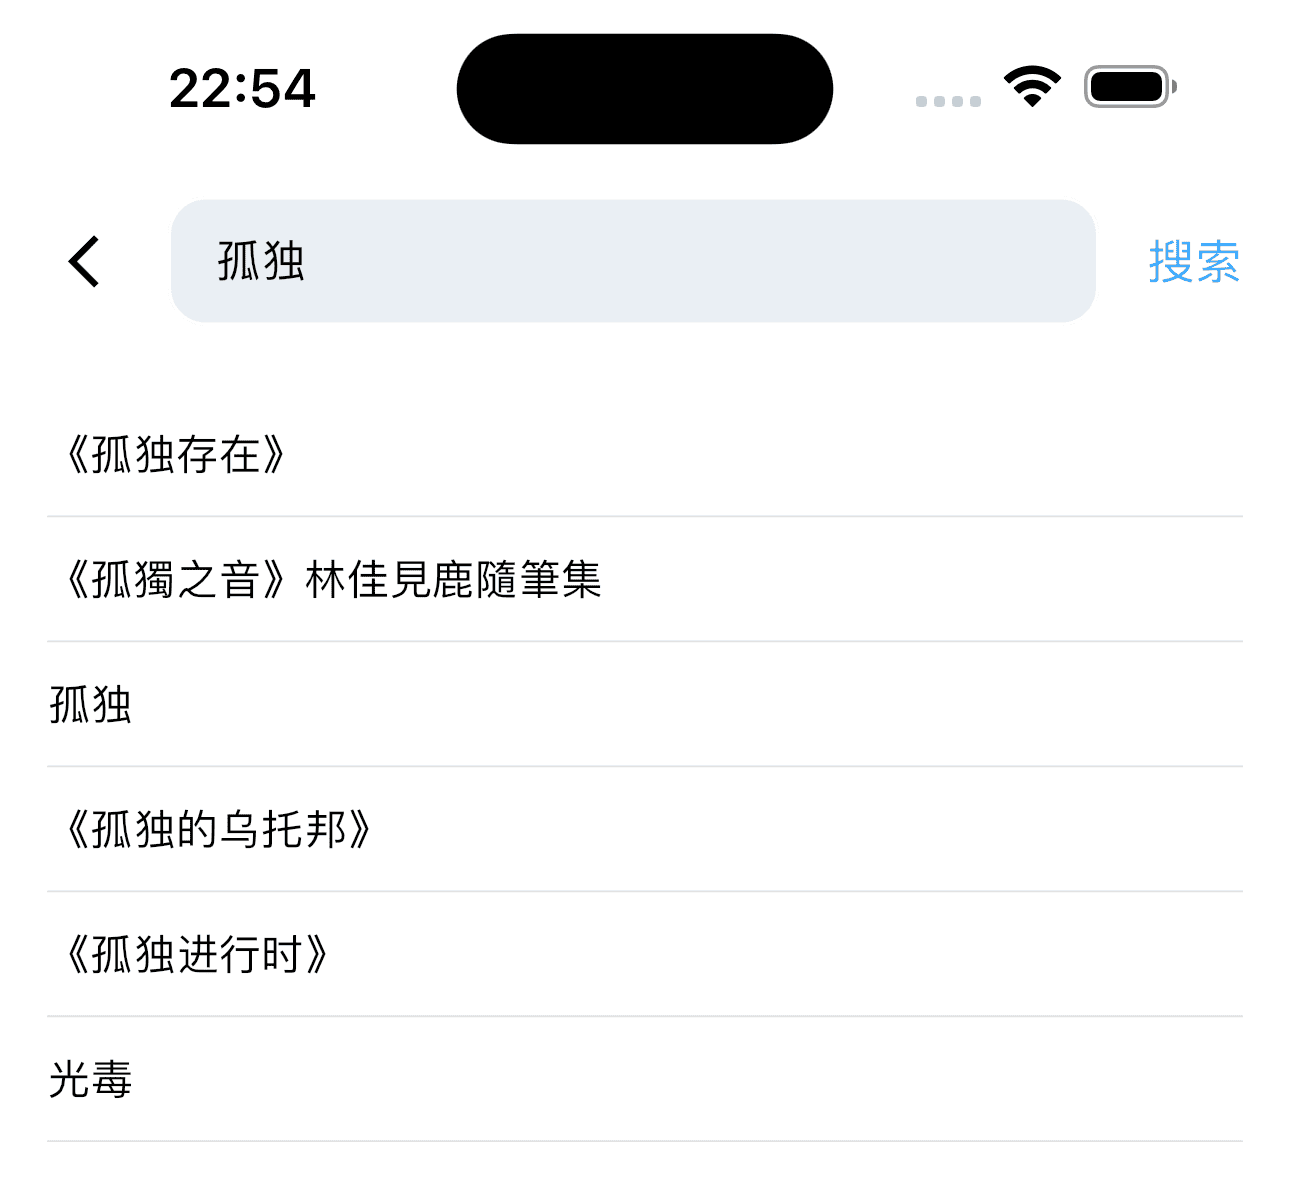 22:54
孤独 搜索
《孤独存在》
《孤獨之音》林佳見鹿隨筆集
孤独
《孤独的乌托邦》
《孤独进行时》
光毒